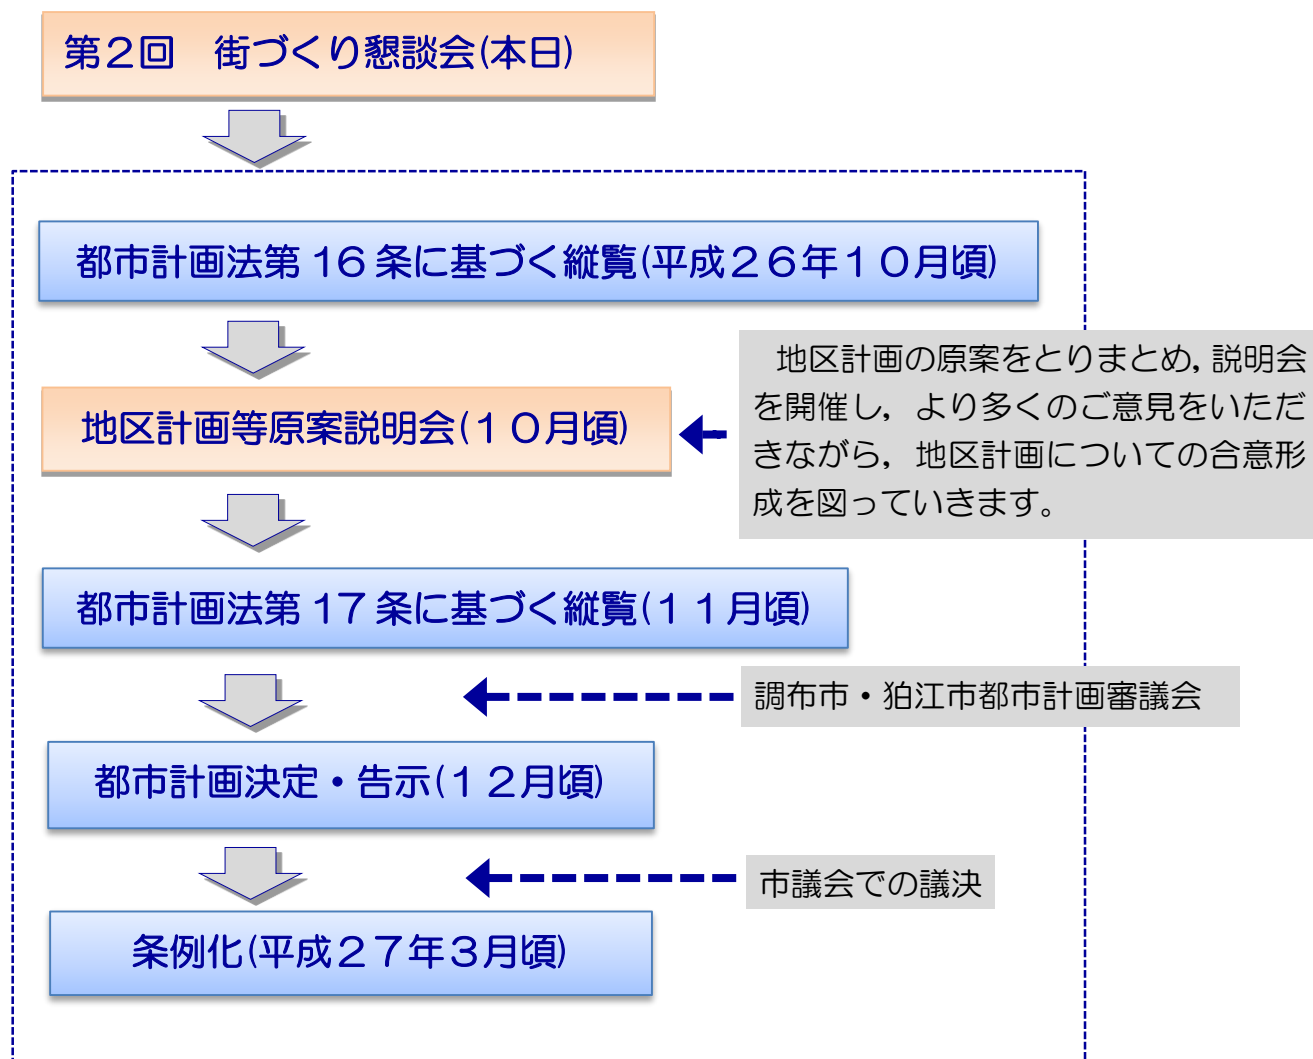 第２回　街づくり懇談会(本日)
都市計画法第 16 条に基づく縦覧(平成２６年１０月頃)
地区計画等原案説明会(１０月頃)
地区計画の原案をとりまとめ, 説明会
を開催し，より多くのご意見をいただ
きながら，地区計画についての合意形
成を図っていきます。
都市計画法第 17 条に基づく縦覧(１１月頃)
調布市・狛江市都市計画審議会
都市計画決定・告示(１２月頃)
市議会での議決
条例化(平成２７年３月頃)